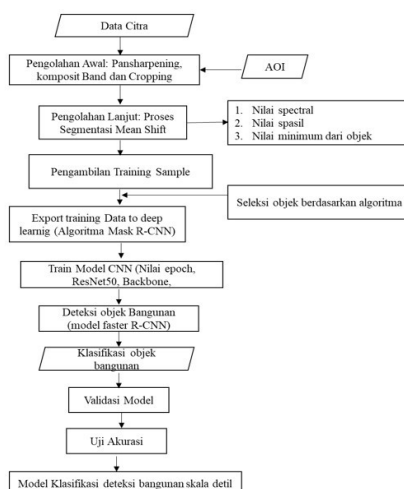 Data Citra
Pengolahan Awal: Pansharpening,
komposit Band dan Cropping
AOI
Pengolahan Lanjut: Proses
Segmentasi Mean Shift
1. Nilai spectral
2. Nilai spasil
3. Nilai minimum dari objek
Pengambilan Training Sample
Seleksi objek berdasarkan algoritma
Export training Data to deep
learnig (Algoritma Mask R-CNN)
Train Model CNN (Nilai epoch,
ResNet50, Backbone,
Deteksi objek Bangunan
(model faster R-CNN)
Klasifikasi objek
bangunan
Validasi Model
Uji Akurasi
Model Klasifikasi deteksi bangunan skala detil